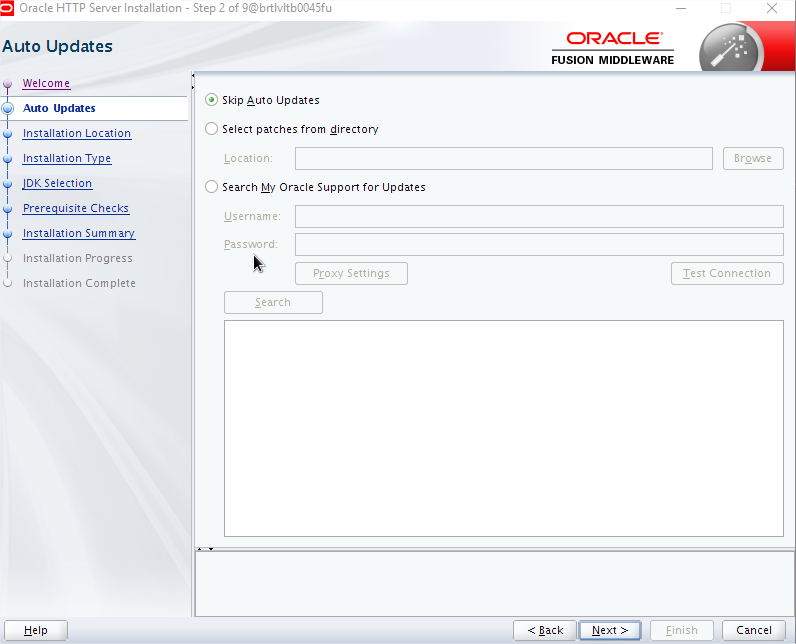 Oracle HTTP Server Installation - Step 2 of 9@brtlvltb0045fu
Auto Updates
ORACLE®
FUSION MIDDLEWARE
Welcome
Auto Updates
Installation Location
Installation Type
JDK Selection
Prerequisite Checks
Installation Summary
Installation Progress
Installation Complete
Skip Auto Updates
Select patches from directory
Location:
Browse
Search My Oracle Support for Updates
Username:
Password:
Proxy Settings
Test Connection
Search
Help
< Back
Next >
Finish
Cancel